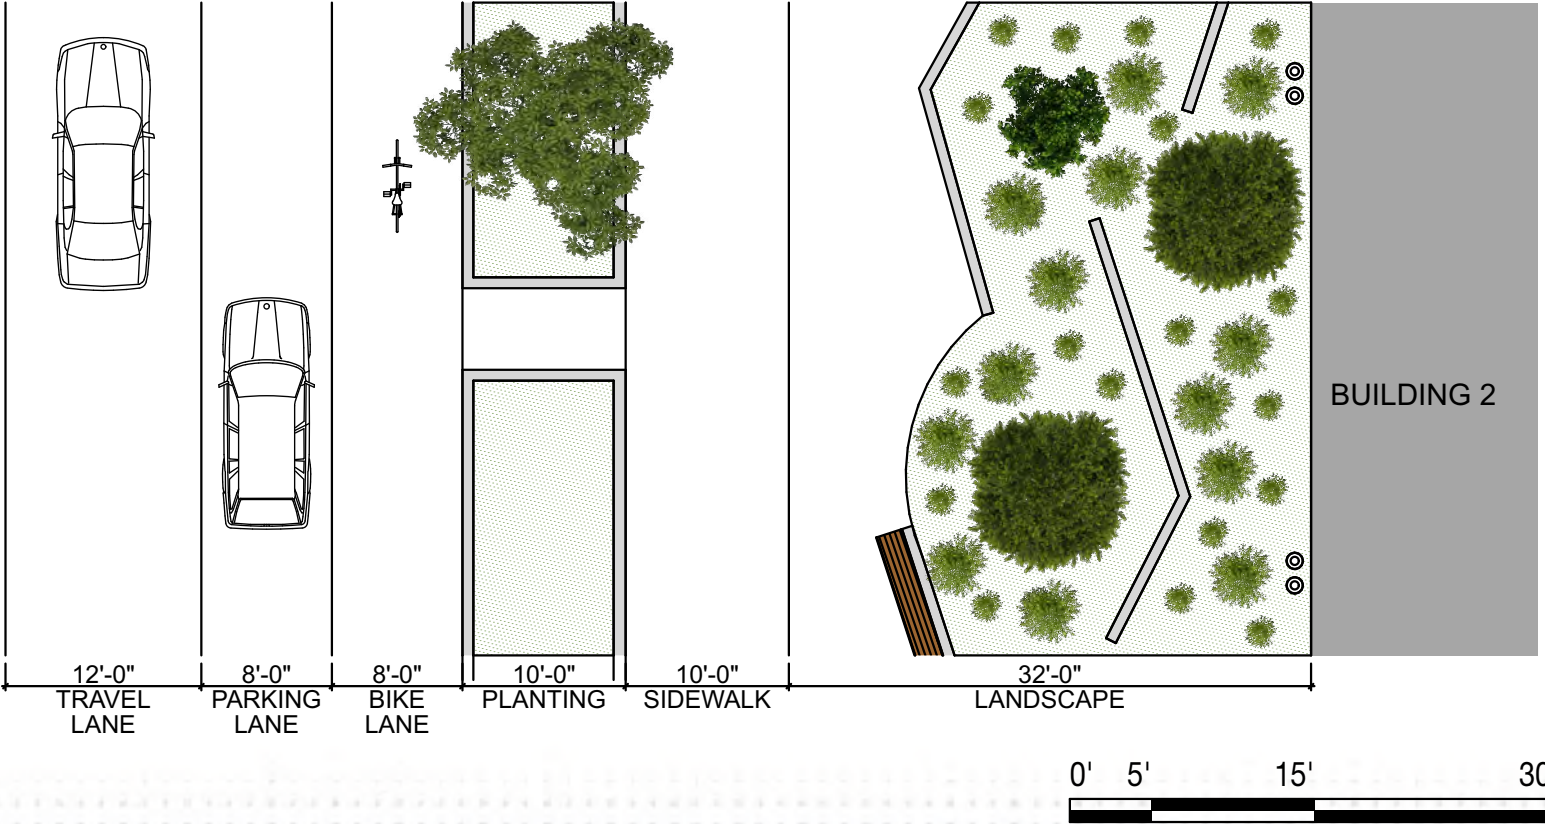 BUILDING 2
12'-0" 8'-0" 8'-0" 10'-0" 10'-0" 32'-0"
TRAVEL PARKING BIKE PLANTING SIDEWALK LANDSCAPE
LANE LANE LANE
0' 5' 15' 30